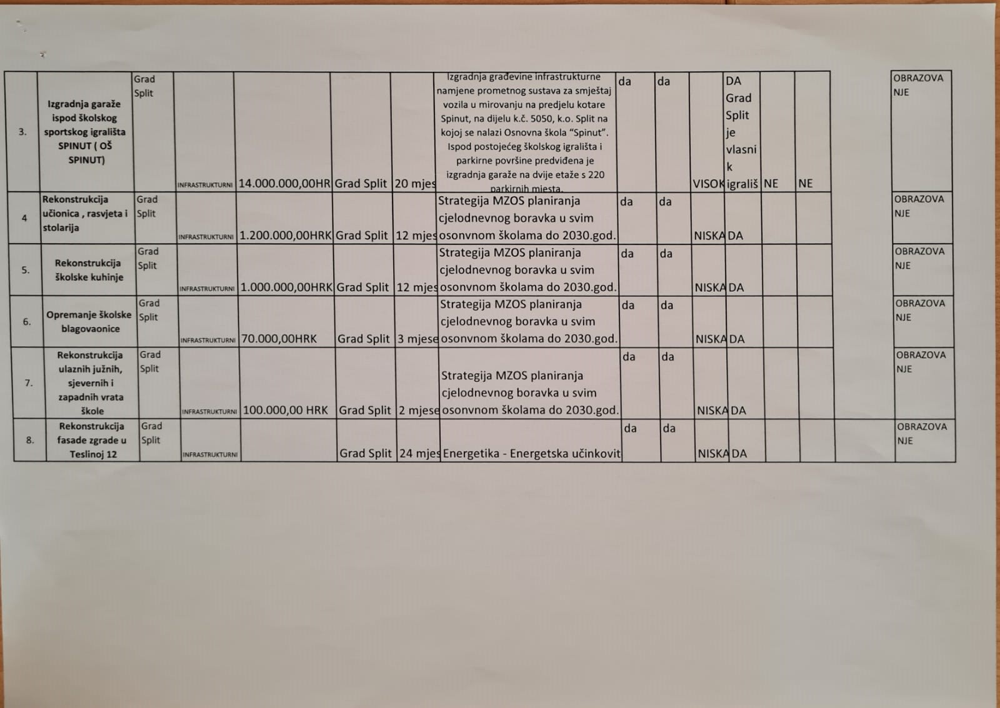 3.
Izgradnja garaže
ispod školskog
sportskog igrališta
SPINUT ( OŠ
SPINUT)
Grad
Split
INFRASTRUKTURNI
14.000.000,00HR
Grad Split
20 mjes
Izgradnja građevine infrastrukturne
namjene prometnog sustava za smještaj
vozila u mirovanju na predjelu kotare
Spinut, na dijelu k.č. 5050, k.o. Split na
kojoj se nalazi Osnovna škola “Spinut”.
Ispod postojećeg školskog igrališta i
parkirne površine predviđena je
izgradnja garaže na dvije etaže s 220
parkirnih mjesta.
da
da
VISOK
DA
Grad
Split
je
vlasni
k
igrališ
NE
NE
OBRAZOVA
NJE
4
Rekonstrukcija
učionica , rasvjeta i
stolarija
Grad
Split
INFRASTRUKTURNI
1.200.000,00HRK
Grad Split
12 mjes
Strategija MZOS planiranja
cjelodnevnog boravka u svim
osonvnom školama do 2030.god.
da
da
NISKA
DA
OBRAZOVA
NJE
5.
Rekonstrukcija
školske kuhinje
Grad
Split
INFRASTRUKTURNI
1.000.000,00HRK
Grad Split
12 mjes
Strategija MZOS planiranja
cjelodnevnog boravka u svim
osonvnom školama do 2030.god.
da
da
NISKA
DA
OBRAZOVA
NJE
6.
Opremanje školske
blagovaonice
Grad
Split
INFRASTRUKTURNI
70.000,00HRK
Grad Split
3 mjese
Strategija MZOS planiranja
cjelodnevnog boravka u svim
osonvnom školama do 2030.god.
da
da
NISKA
DA
OBRAZOVA
NJE
7.
Rekonstrukcija
ulaznih južnih,
sjevernih i
zapadnih vrata
škole
Grad
Split
INFRASTRUKTURNI
100.000,00 HRK
Grad Split
2 mjese
Strategija MZOS planiranja
cjelodnevnog boravka u svim
osonvnom školama do 2030.god.
da
da
NISKA
DA
OBRAZOVA
NJE
8.
Rekonstrukcija
fasade zgrade u
Teslinoj 12
Grad
Split
INFRASTRUKTURNI
Grad Split
24 mjes
Energetika - Energetska učinkovit
da
da
NISKA
DA
OBRAZOVA
NJE